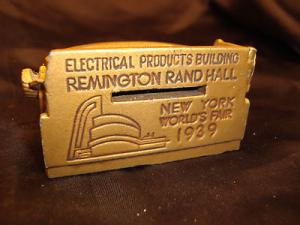 ELECTRICAL PRODUCTS BUILDING
REMINGTON RAND HALL
NEW YORK
WORLD'S FAIR
1939